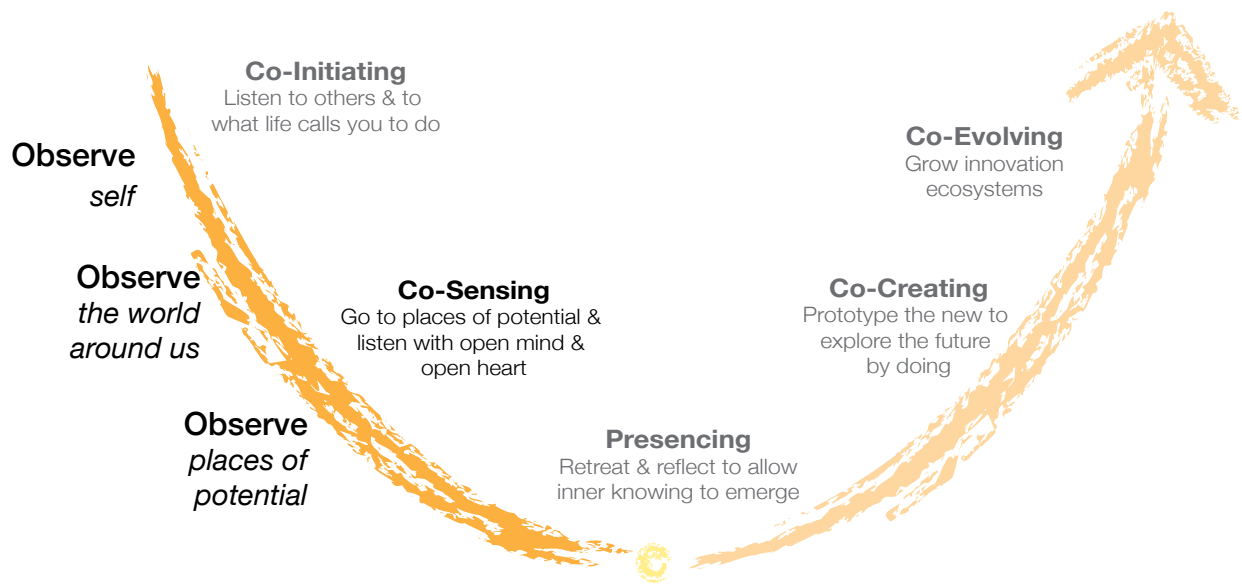 Co-Initiating
Listen to others & to
what life calls you to do
Observe
self
Observe
the world
around us
Observe
places of
potential
Co-Sensing
Go to places of potential &
listen with open mind &
open heart
Presencing
Retreat & reflect to allow
inner knowing to emerge
Co-Creating
Prototype the new to
explore the future
by doing
Co-Evolving
Grow innovation
ecosystems